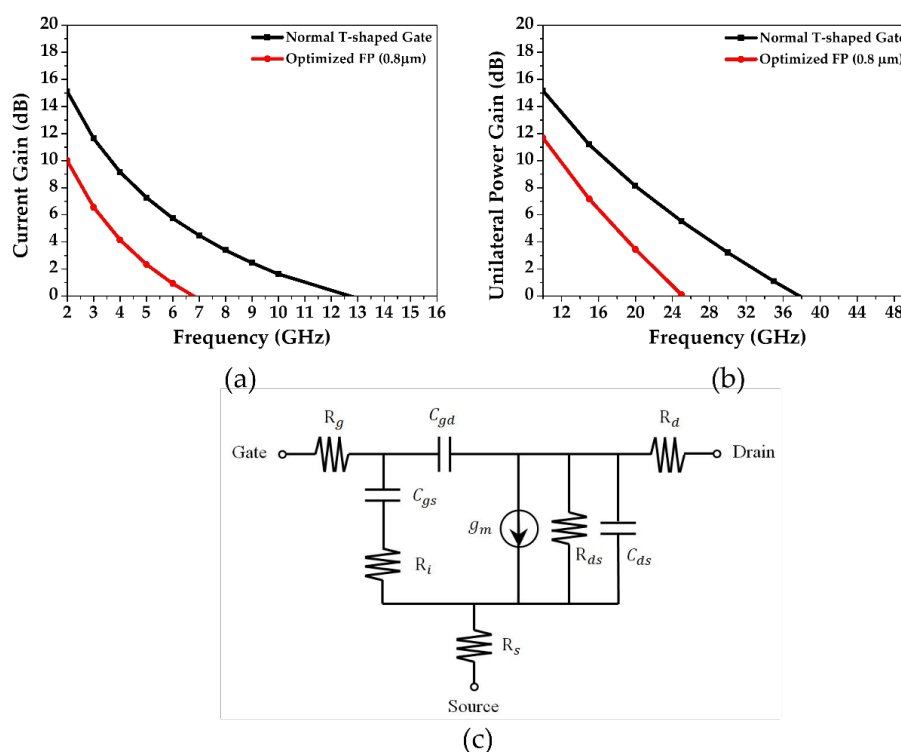 Current Gain (dB)
20
18
16
14
12
10
8
6
4
2
0
Normal T-shaped Gate
Optimized FP (0.8μm)
2 3 4 5 6 7 8 9 10 11 12 13 14 15 16
Frequency (GHz)
(a)
Unilateral Power Gain (dB)
20
18
16
14
12
10
8
6
4
2
0
Normal T-shaped Gate
Optimized FP (0.8 μm)
12 16 20 24 28 32 36 40 44 48
Frequency (GHz)
(b)
Gate
R_g
C_gd
R_d
Drain
C_gs
R_i
g_m
R_ds
C_ds
R_s
Source
(c)